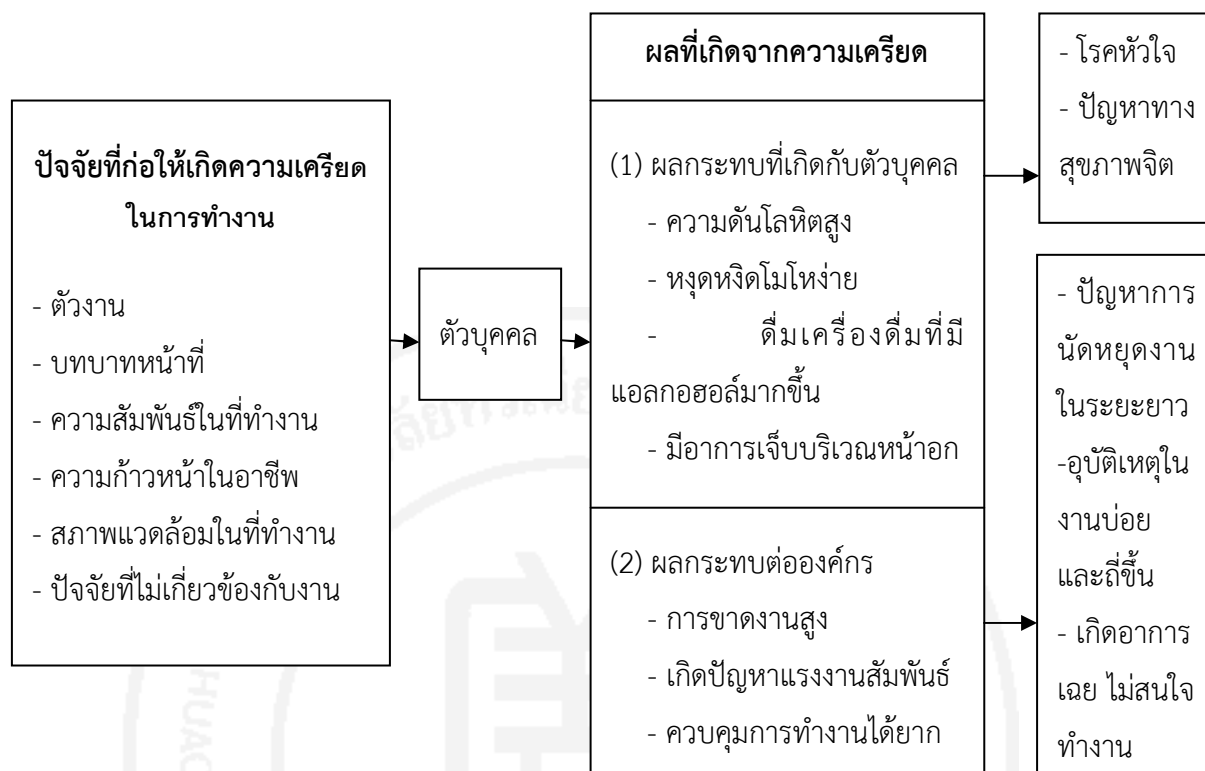 ปัจจัยที่ก่อให้เกิดความเครียด
ในการทำงาน
- ตัวงาน
- บทบาทหน้าที่
- ความสัมพันธ์ในที่ทำงาน
- ความก้าวหน้าในอาชีพ
- สภาพแวดล้อมในที่ทำงาน
- ปัจจัยที่ไม่เกี่ยวข้องกับงาน
ตัวบุคคล
ผลที่เกิดจากความเครียด
(1) ผลกระทบที่เกิดกับตัวบุคคล
- ความดันโลหิตสูง
- หงุดหงิดโมโหง่าย
- ดื่มเครื่องดื่มที่มี
แอลกอฮอล์มากขึ้น
- มีอาการเจ็บบริเวณหน้าอก
(2) ผลกระทบต่อองค์กร
- การขาดงานสูง
- เกิดปัญหาแรงงานสัมพันธ์
- ควบคุมการทำงานได้ยาก
- โรคหัวใจ
- ปัญหาทาง
สุขภาพจิต
- ปัญหาการ
นัดหยุดงาน
ในระยะยาว
-อุบัติเหตุใน
งานบ่อย
และถี่ขึ้น
- เกิดอาการ
เฉย ไม่สนใจ
ทำงาน